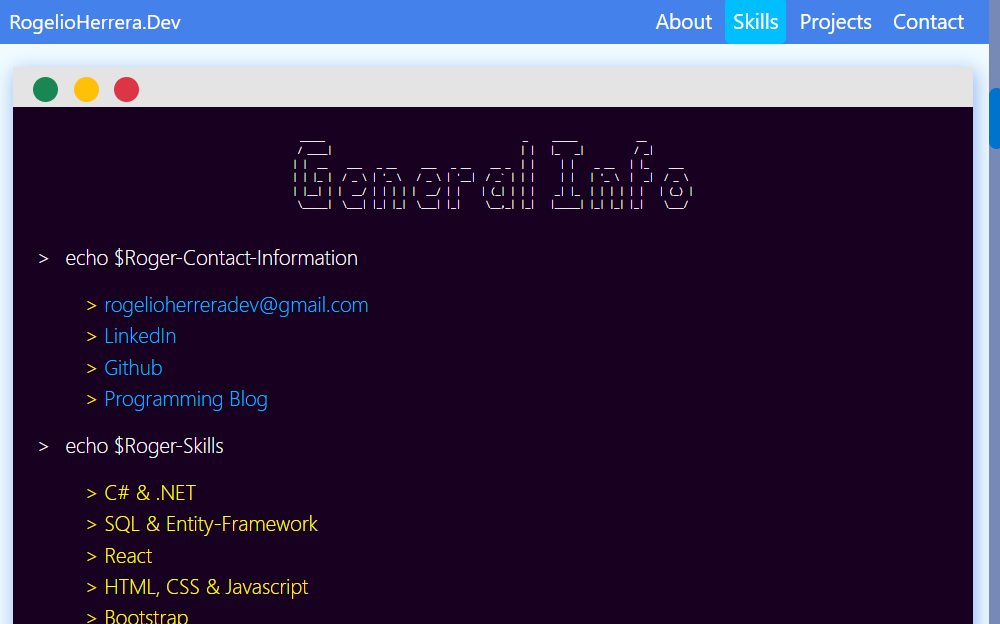 RogelioHerrera.Dev
About Skills Projects Contact
General Info
> echo $Roger-Contact-Information
> rogelioherreradev@gmail.com
> LinkedIn
> Github
> Programming Blog
> echo $Roger-Skills
> C# & .NET
> SQL & Entity-Framework
> React
> HTML, CSS & Javascript
> Bootstrap